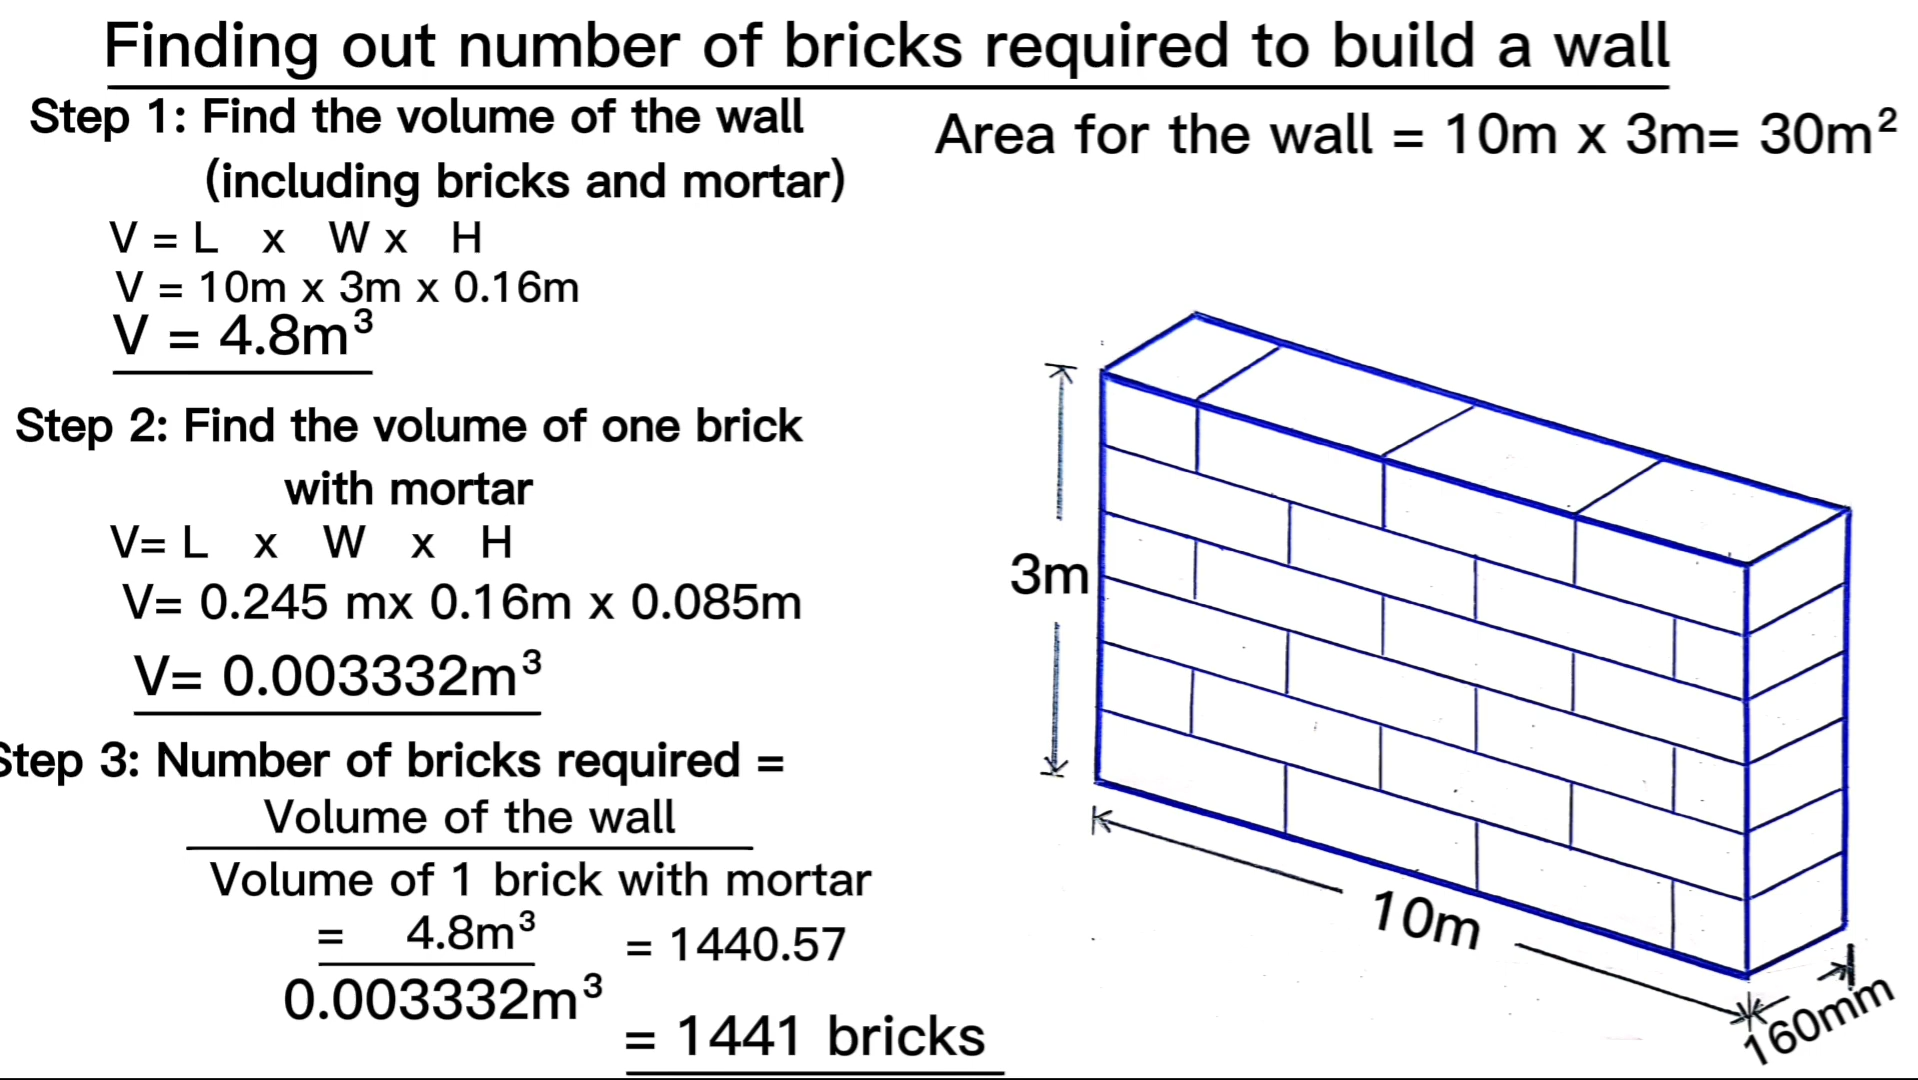 Finding out number of bricks required to build a wall
Step 1: Find the volume of the wall
(including bricks and mortar)
V = L x W x H
V = 10m x 3m x 0.16m
V = 4.8m³
Step 2: Find the volume of one brick
with mortar
V= L x W x H
V= 0.245 mx 0.16m x 0.085m
V= 0.003332m³
Step 3: Number of bricks required =
Volume of the wall
Volume of 1 brick with mortar
= 4.8m³ = 1440.57
0.003332m³
= 1441 bricks
Area for the wall = 10m x 3m= 30m²
3m
10m
160mm